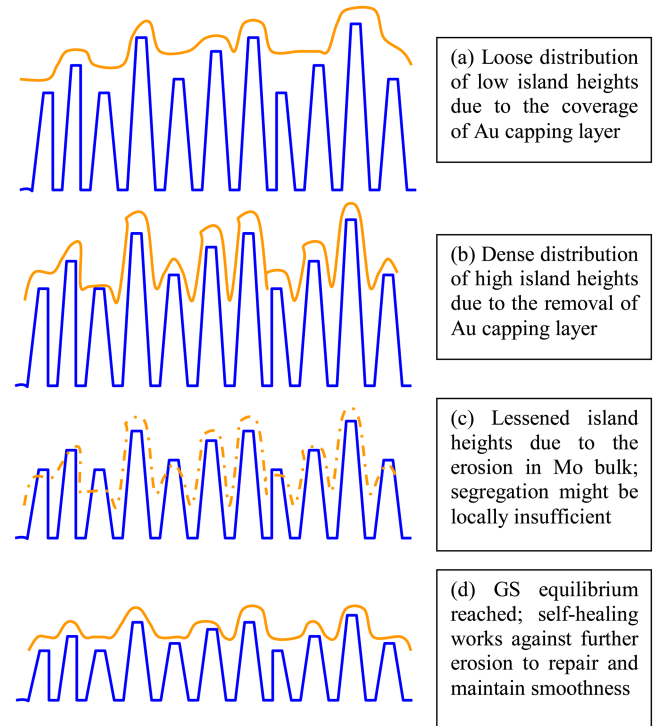 (a) Loose distribution
of low island heights
due to the coverage
of Au capping layer
(b) Dense distribution
of high island heights
due to the removal of
Au capping layer
(c) Lessened island
heights due to the
erosion in Mo bulk;
segregation might be
locally insufficient
(d) GS equilibrium
reached; self-healing
works against further
erosion to repair and
maintain smoothness